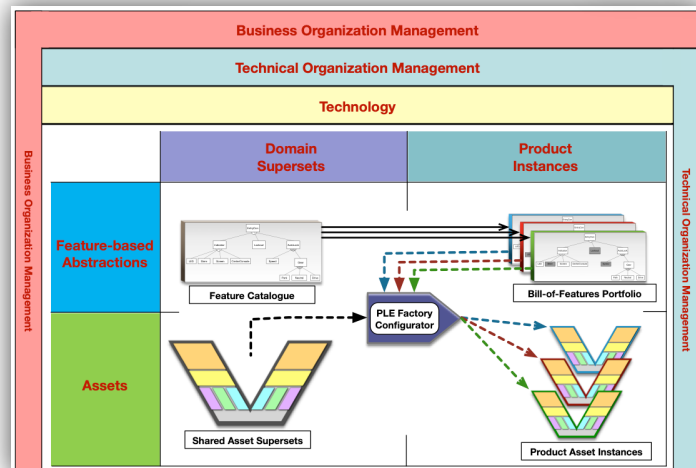 Business Organization Management
Technical Organization Management
Technology
Business Organization Management
Technical Organization Management
Domain
Supersets
Product
Instances
Feature-based
Abstractions
Feature Catalogue
Bill-of-Features Portfolio
PLE Factory
Configurator
Assets
Shared Asset Supersets
Product Asset Instances